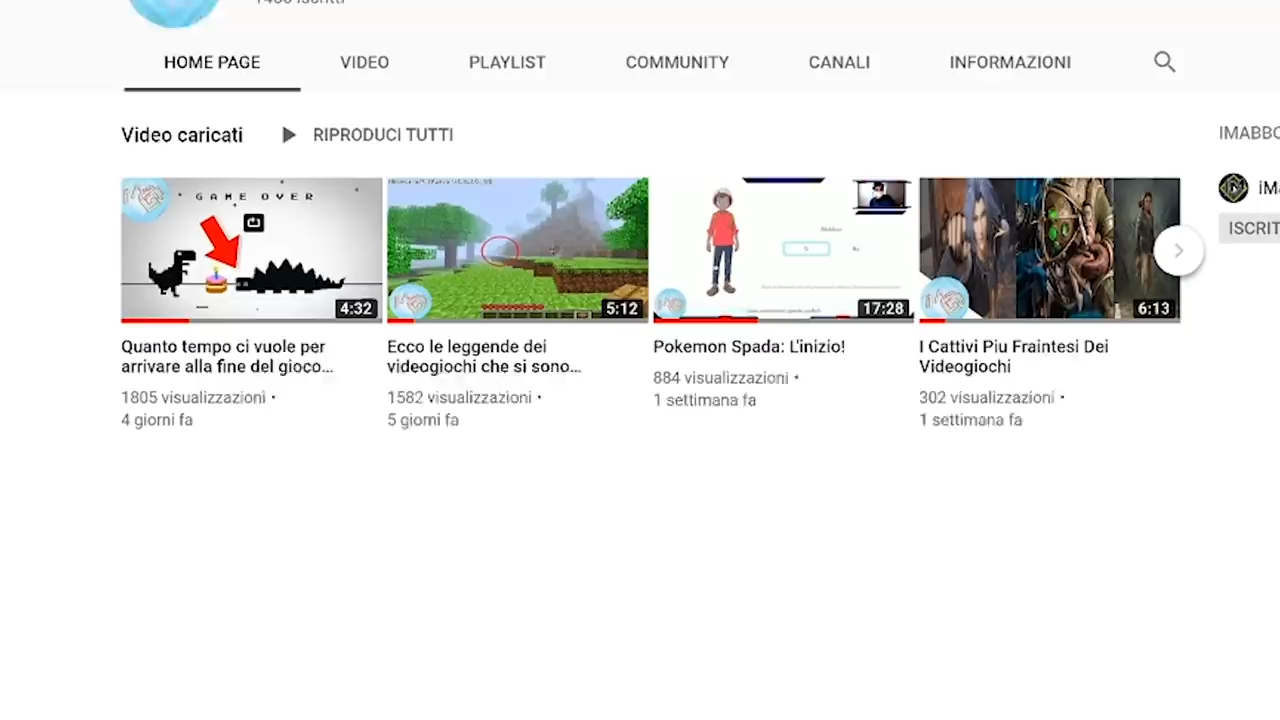 HOME PAGE
VIDEO
PLAYLIST
COMMUNITY
CANALI
INFORMAZIONI
Video caricati
RIPRODUCI TUTTI
IMABBO
GAME OVER
4:32
5:12
17:28
6:13
iMa
ISCRIT
Quanto tempo ci vuole per
arrivare alla fine del gioco...
1805 visualizzazioni •
4 giorni fa
Ecco le leggende dei
videogiochi che si sono...
1582 visualizzazioni •
5 giorni fa
Pokemon Spada: L'inizio!
884 visualizzazioni •
1 settimana fa
I Cattivi Piu Fraintesi Dei
Videogiochi
302 visualizzazioni •
1 settimana fa